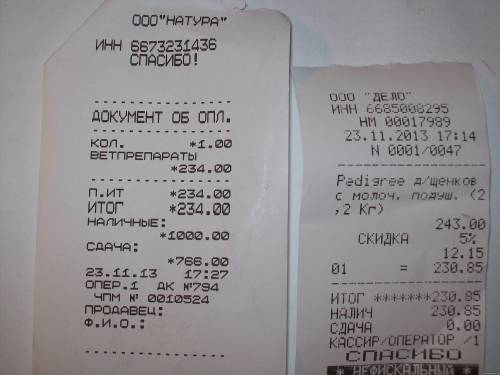 ООО"НАТУРА"
ИНН 6673231436
СПАСИБО!
ДОКУМЕНТ ОБ ОПЛ.
КОЛ. *1.00
ВЕТПРЕПАРАТЫ
*234.00
П.ИТ *234.00
ИТОГ *234.00
НАЛИЧНЫЕ:
*1000.00
СДАЧА:
*766.00
23.11.13 17:27
ОПЕР.1 ДК №794
ЧПМ № 0010524
ПРОДАВЕЦ:
Ф.И.О.:
ООО "ДЕЛО"
ИНН 6685008295
НМ 00017989
23.11.2013 17:14
N 0001/0047
Pedigree д/щенков
с молоч. подуш. (2
,2 Кг)
243.00
СКИДКА 5%
12.15
01 = 230.85
ИТОГ *******230.85
НАЛИЧ 230.85
СДАЧА 0.00
КАССИР/ОПЕРАТОР /1
СПАСИБО
* НЕФИСКАЛЬНЫЙ *